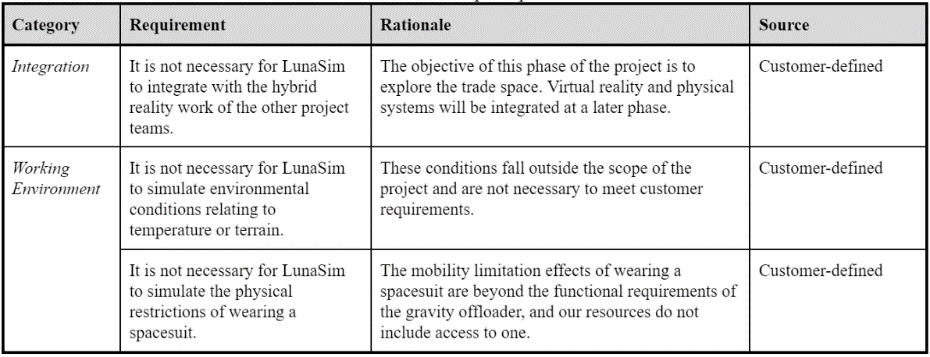 Category Requirement Rationale Source
Integration It is not necessary for LunaSim The objective of this phase of the project is to Customer-defined
to integrate with the hybrid explore the trade space. Virtual reality and physical
reality work of the other project systems will be integrated at a later phase.
teams.
Working It is not necessary for LunaSim These conditions fall outside the scope of the Customer-defined
Environment to simulate environmental project and are not necessary to meet customer
conditions relating to requirements.
temperature or terrain.
It is not necessary for LunaSim The mobility limitation effects of wearing a Customer-defined
to simulate the physical spacesuit are beyond the functional requirements of
restrictions of wearing a the gravity offloader, and our resources do not
spacesuit. include access to one.